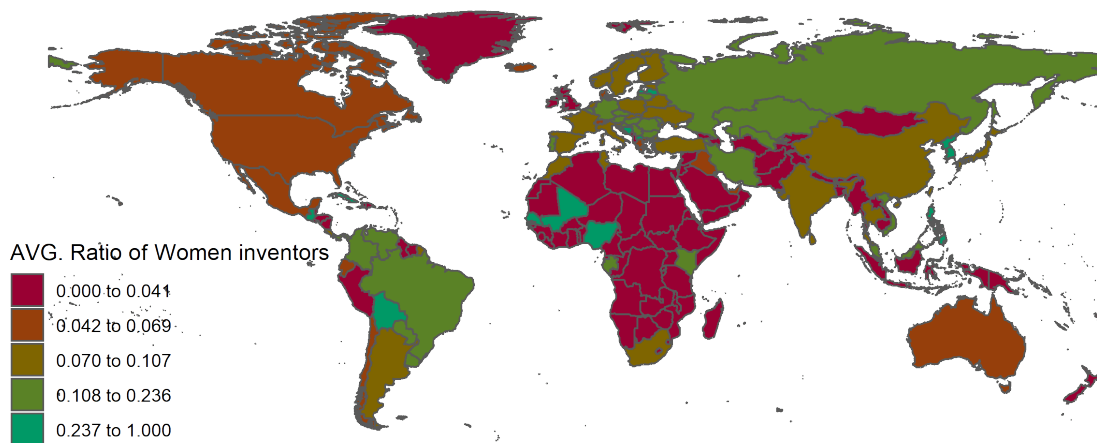 AVG. Ratio of Women inventors
0.000 to 0.041
0.042 to 0.069
0.070 to 0.107
0.108 to 0.236
0.237 to 1.000